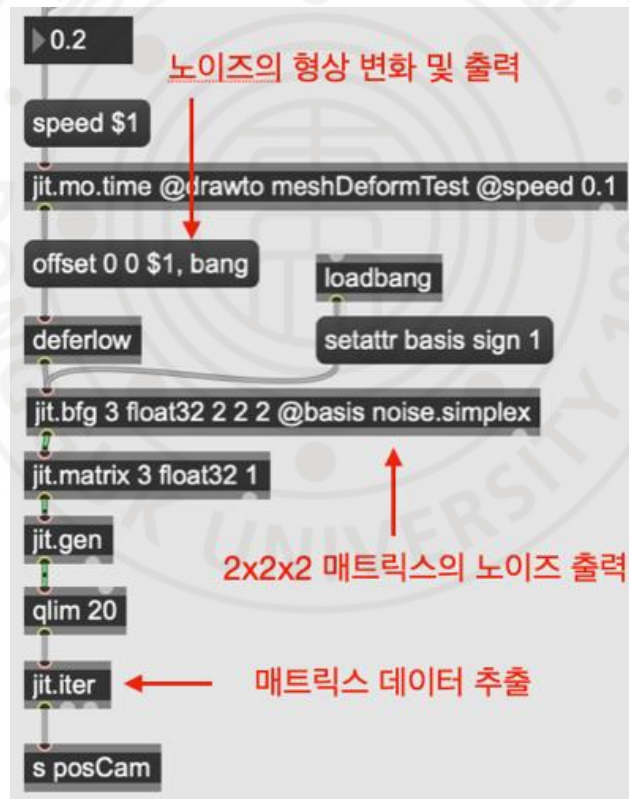 0.2
노이즈의 형상 변화 및 출력
speed $1
jit.mo.time @drawto meshDeformTest @speed 0.1
offset 0 0 $1, bang
loadbang
deferlow
setattr basis sign 1
jit.bfg 3 float32 2 2 2 @basis noise.simplex
jit.matrix 3 float32 1
jit.gen
2x2x2 매트릭스의 노이즈 출력
qlim 20
jit.iter
매트릭스 데이터 추출
s posCam